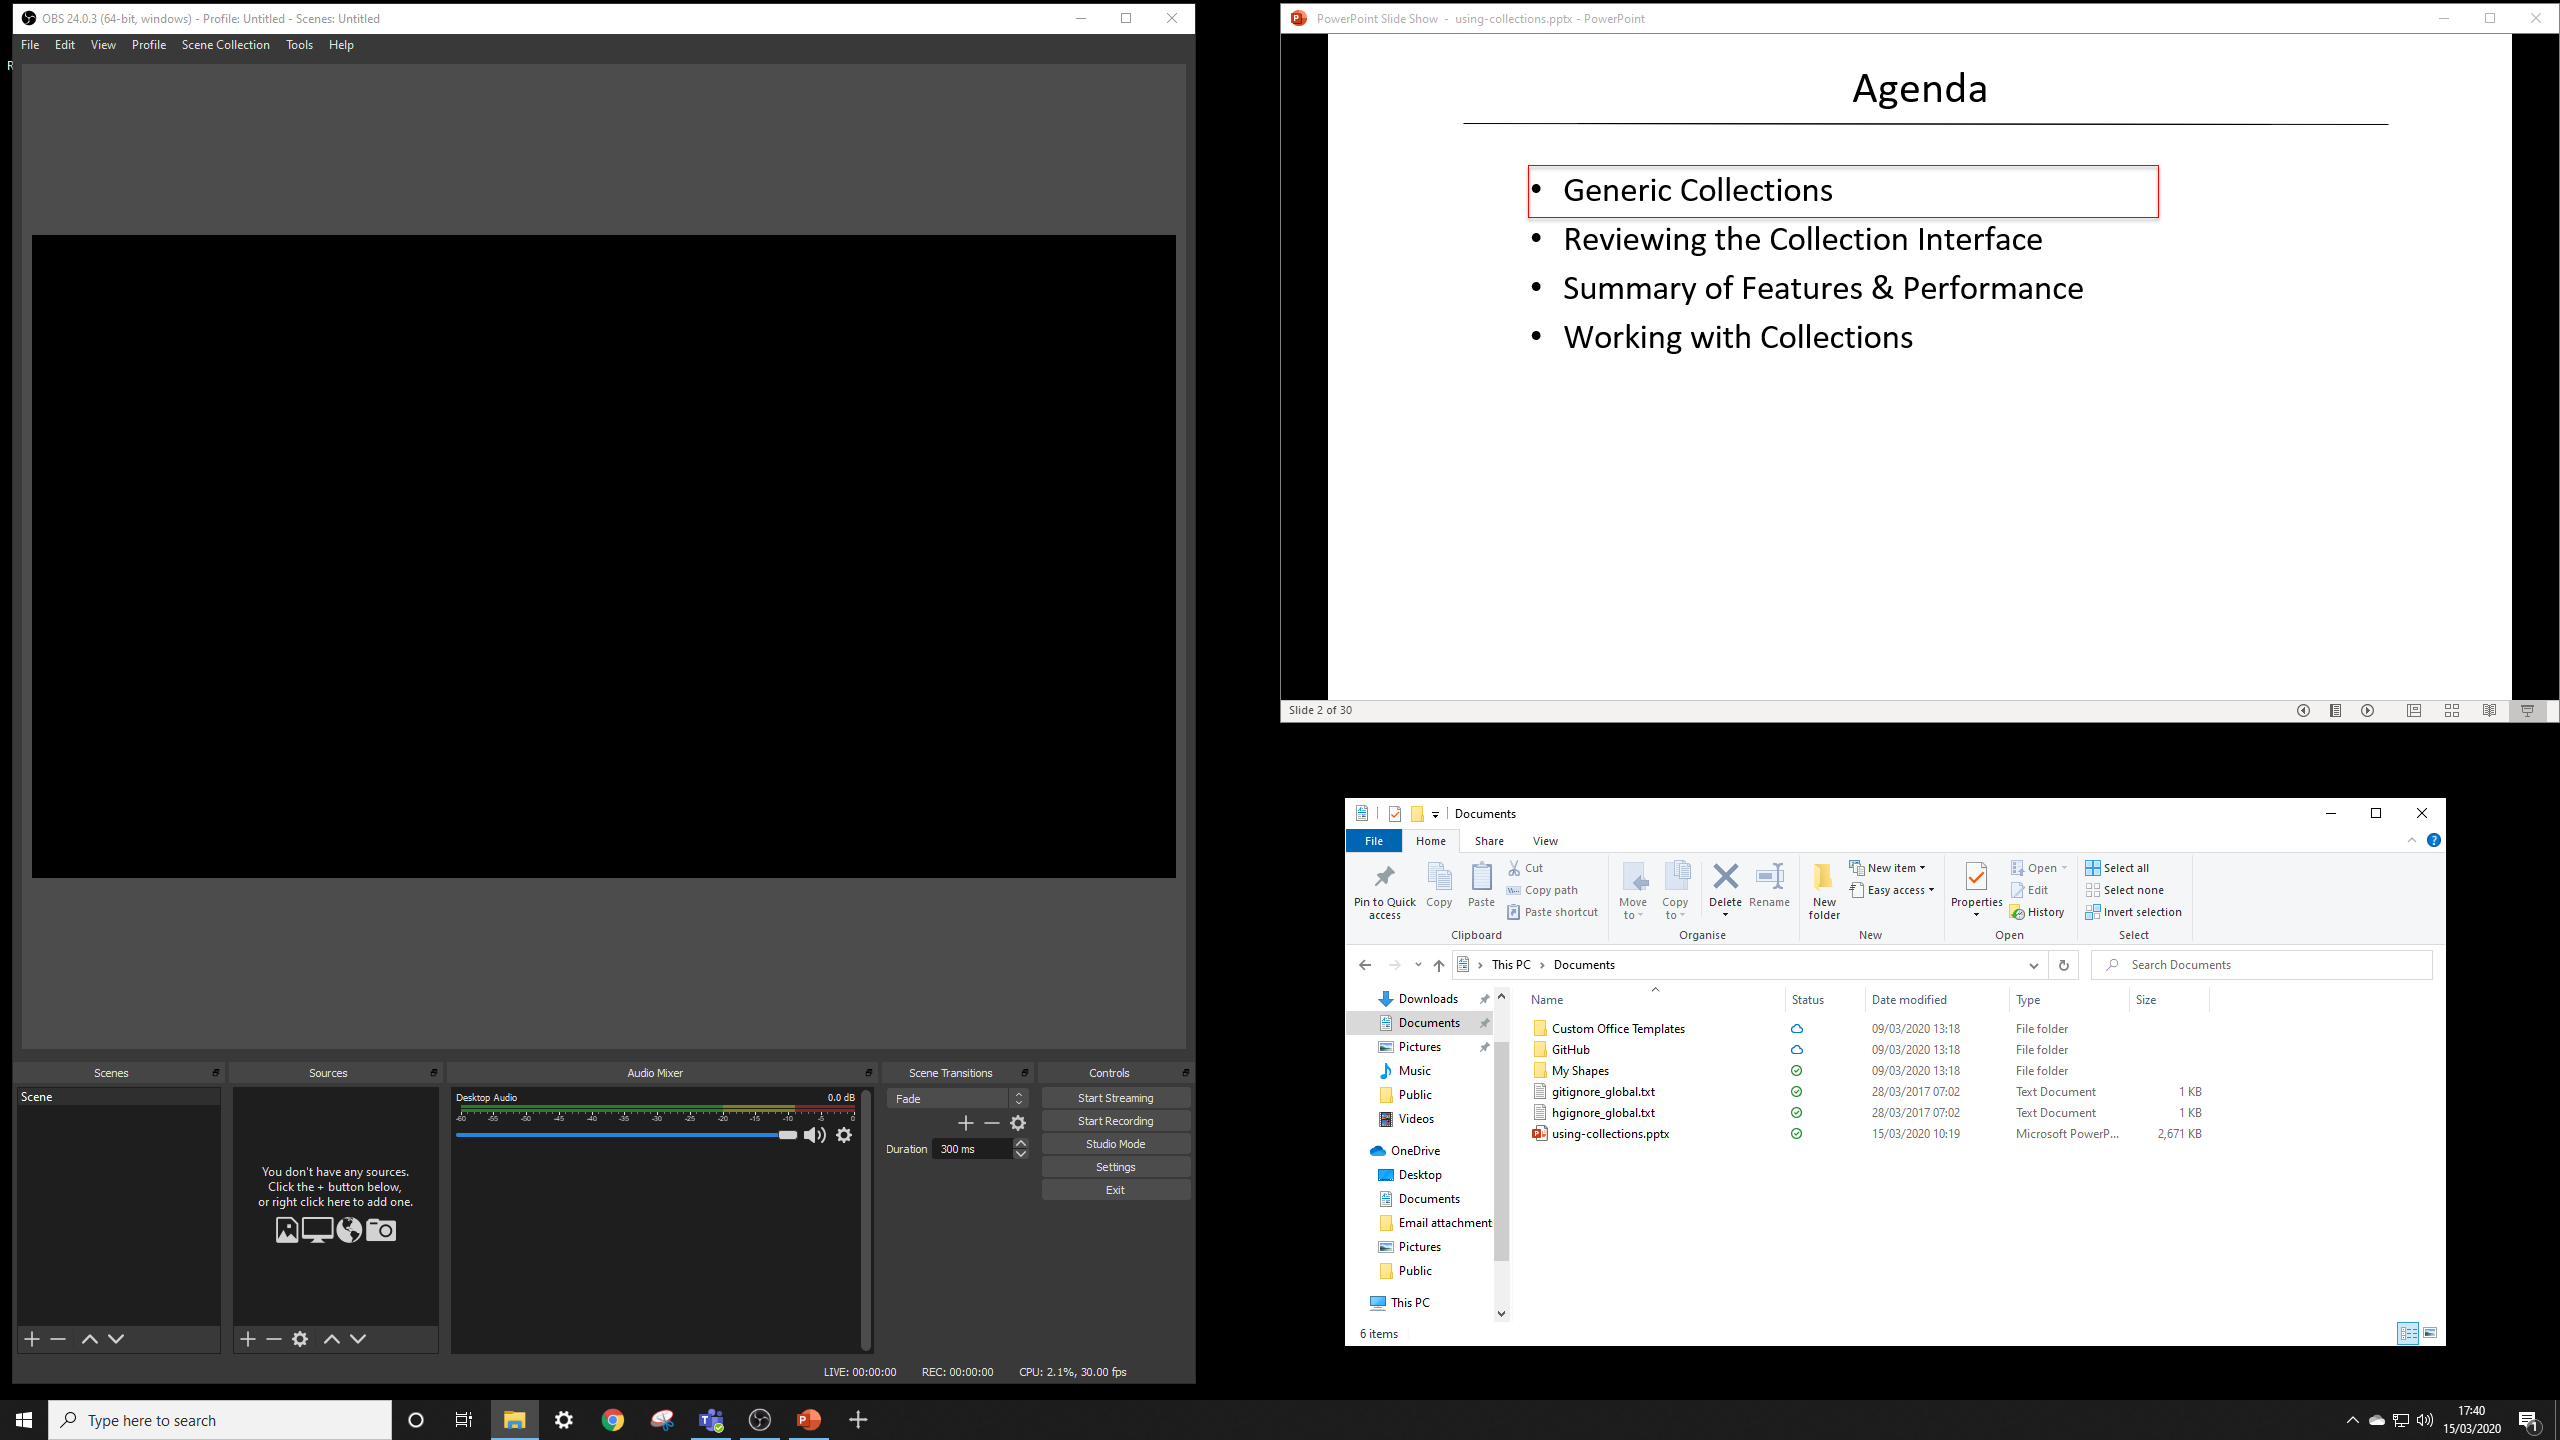 OBS 24.0.3 (64-bit, windows) - Profile: Untitled - Scenes: Untitled
File Edit View Profile Scene Collection Tools Help
R
Scenes
Scene
Sources
You don't have any sources.
Click the + button below,
or right click here to add one.
Audio Mixer
Desktop Audio 0.0 dB
-60 -55 -50 -45 -40 -35 -30 -25 -20 -15 -10 -5 0
Scene Transitions
Fade
Duration 300 ms
Controls
Start Streaming
Start Recording
Studio Mode
Settings
Exit
LIVE: 00:00:00 REC: 00:00:00 CPU: 2.1%, 30.00 fps
PowerPoint Slide Show - using-collections.pptx - PowerPoint
Agenda
• Generic Collections
• Reviewing the Collection Interface
• Summary of Features & Performance
• Working with Collections
Slide 2 of 30
Documents
File Home Share View
Pin to Quick access
Copy
Paste
Cut
Copy path
Paste shortcut
Clipboard
Move to
Copy to
Delete
Rename
Organise
New folder
New item
Easy access
New
Properties
Open
Edit
History
Open
Select all
Select none
Invert selection
Select
This PC > Documents
Search Documents
Downloads
Documents
Pictures
Music
Public
Videos
OneDrive
Desktop
Documents
Email attachment
Pictures
Public
This PC
Name Status Date modified Type Size
Custom Office Templates 09/03/2020 13:18 File folder
GitHub 09/03/2020 13:18 File folder
My Shapes 09/03/2020 13:18 File folder
gitignore_global.txt 28/03/2017 07:02 Text Document 1 KB
hgignore_global.txt 28/03/2017 07:02 Text Document 1 KB
using-collections.pptx 15/03/2020 10:19 Microsoft PowerP... 2,671 KB
6 items
Type here to search
17:40
15/03/2020
1